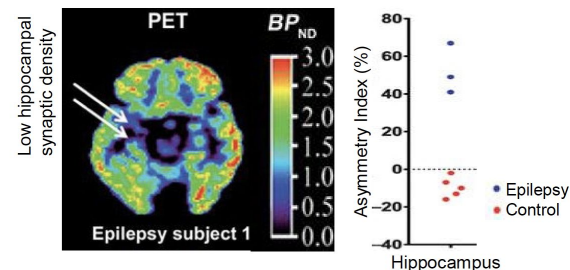 Low hippocampal
synaptic density
PET
BPND
3.0
2.5
2.0
1.5
1.0
0.5
0.0
Epilepsy subject 1
Asymmetry Index (%)
80
60
40
20
0
−20
−40
Hippocampus
Epilepsy
Control